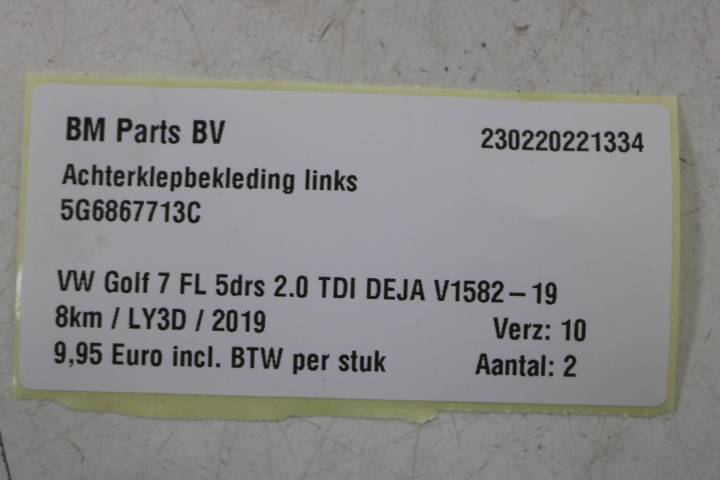 BM Parts BV 230220221334
Achterklepbekleding links
5G6867713C
VW Golf 7 FL 5drs 2.0 TDI DEJA V1582 – 19
8km / LY3D / 2019 Verz: 10
9,95 Euro incl. BTW per stuk Aantal: 2